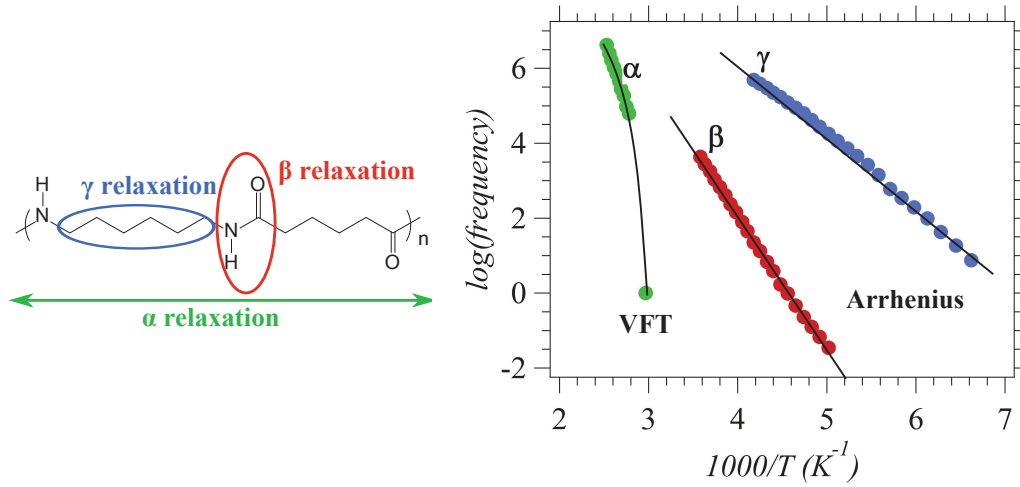 β relaxation
γ relaxation
H
N
O
N
H
O
n
α relaxation
log(frequency)
6
4
2
0
-2
α
β
γ
VFT
Arrhenius
2 3 4 5 6 7
1000/T (K⁻¹)